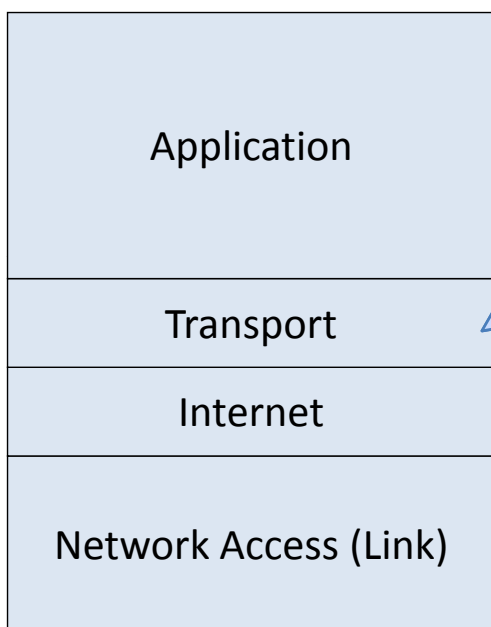 Application
Transport
Internet
Network Access (Link)